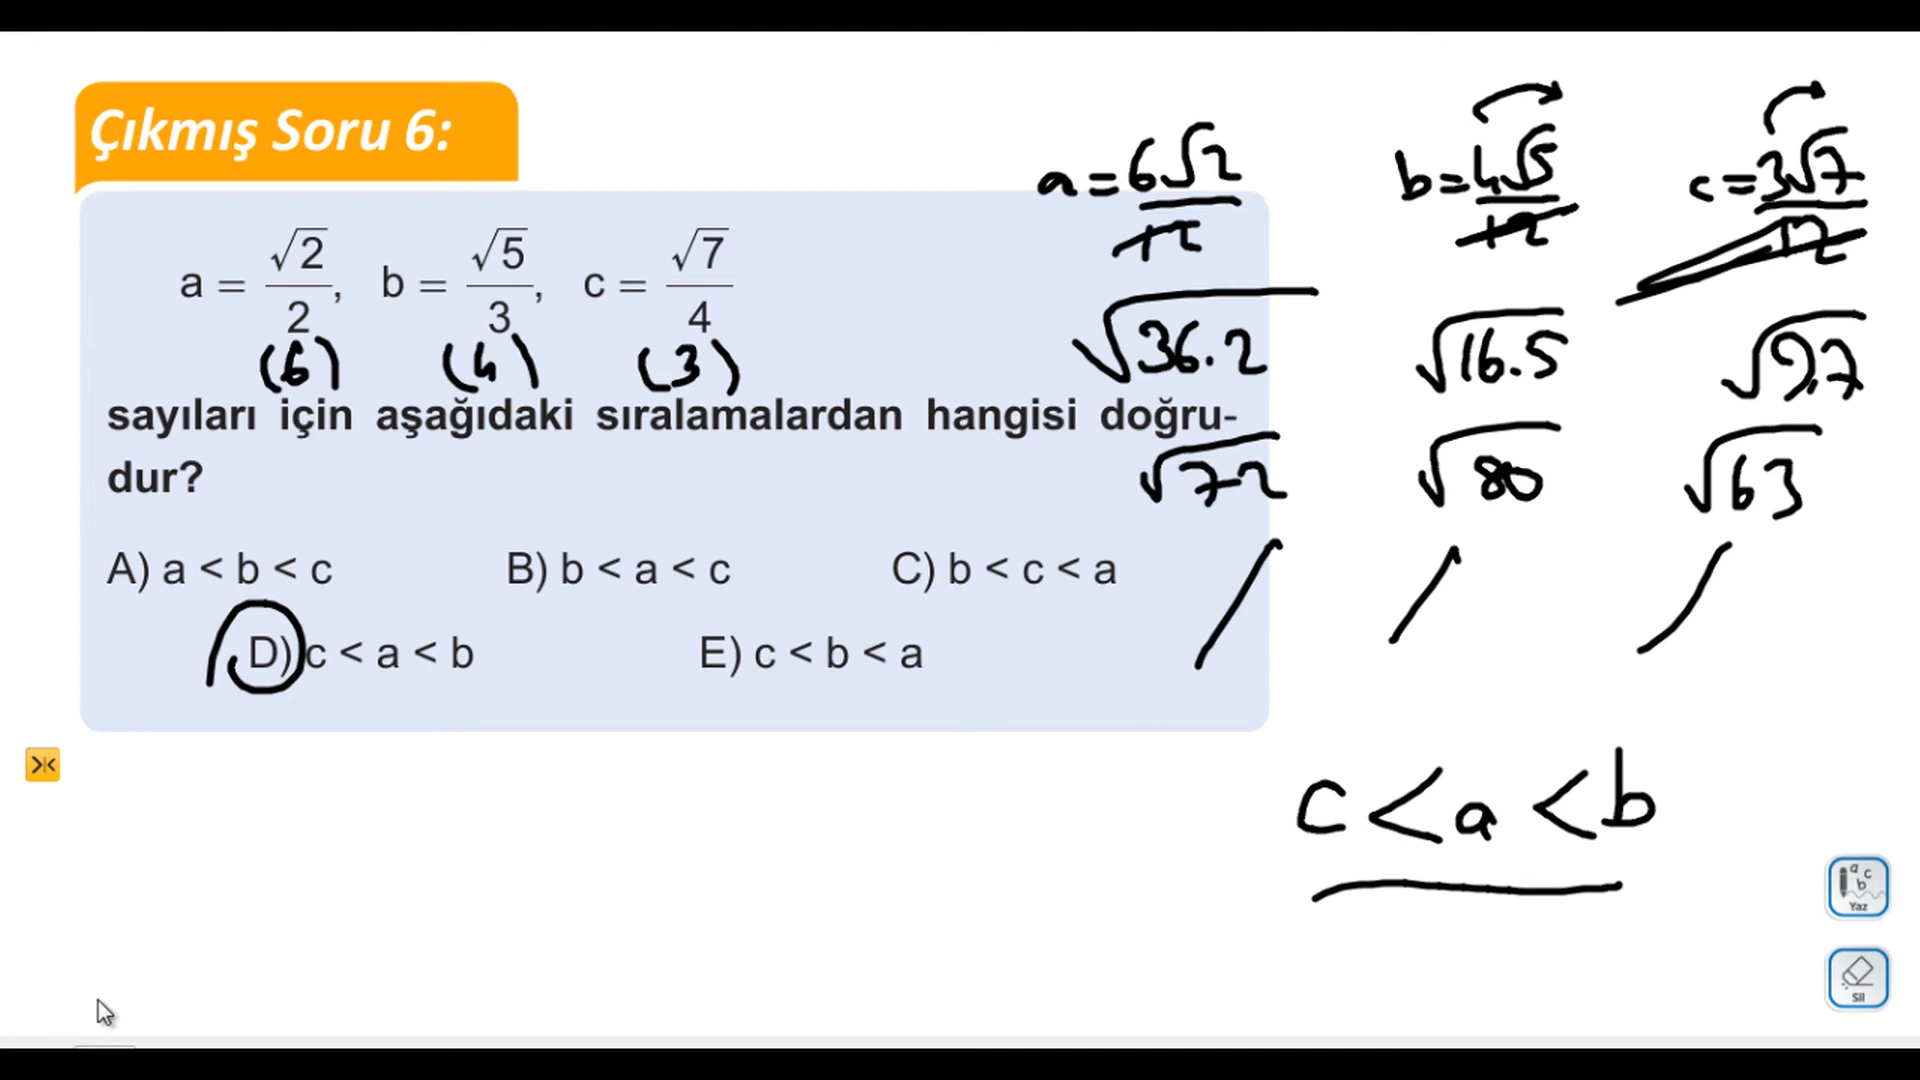 Çıkmış Soru 6:
a = √2/2, b = √5/3, c = √7/4
(6) (4) (3)
sayıları için aşağıdaki sıralamalardan hangisi doğru-
dur?
A) a < b < c B) b < a < c C) b < c < a
D) c < a < b E) c < b < a
a = 6√2/12 b = 4√5/12 c = 3√7/12
√36.2 √16.5 √9.7
√72 √80 √63
c < a < b
a c
b
Yaz
Sil